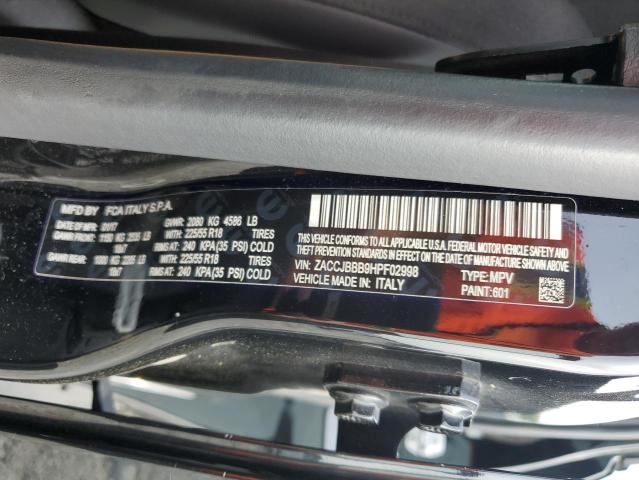 MFD BY FCA ITALY S.P.A.
GVWR: 2080 KG 4586 LB
WITH: 225/55 R18 TIRES
RIMS AT: 240 KPA (35 PSI) COLD
WITH: 225/55 R18 TIRES
RIMS AT: 240 KPA (35 PSI) COLD
THIS VEHICLE CONFORMS TO ALL APPLICABLE U.S.A. FEDERAL MOTOR VEHICLE SAFETY AND
THEFT PREVENTION STANDARDS IN EFFECT ON THE DATE OF MANUFACTURE SHOWN ABOVE.
VIN: ZACCJBBB9HPF02998 TYPE: MPV
VEHICLE MADE IN: ITALY PAINT: 601